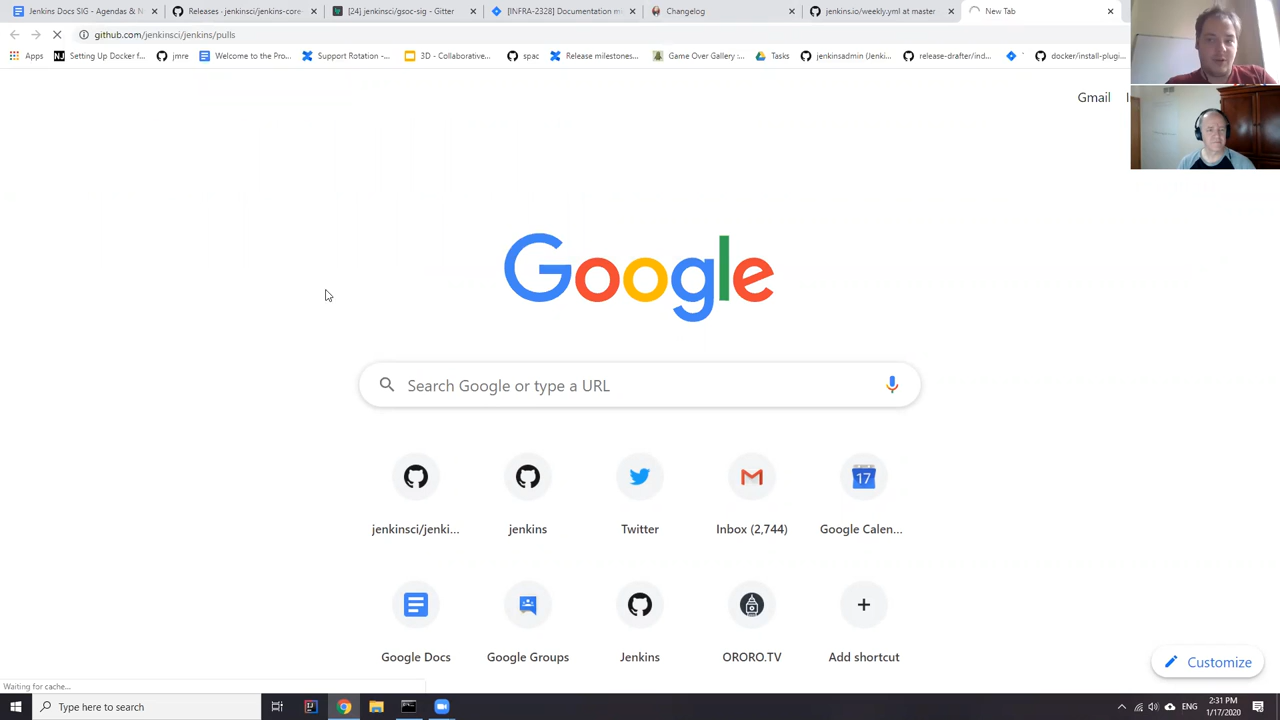 Jenkins Docs SIG - Agendas & N
Releases · jenkinsci/jenkins-core-
[24] jenkinsci/gsoc-sig - Gitter
[INFRA-2328] Documentation mi
Changelog
jenkins.io/weekly.yml at master
New Tab
github.com/jenkinsci/jenkins/pulls
Apps
Setting Up Docker f...
jmre
Welcome to the Pro...
Support Rotation -...
3D - Collaborative...
spac
Release milestones...
Game Over Gallery :...
Tasks
jenkinsadmin (Jenki...
release-drafter/ind...
docker/install-plugi...
Gmail
Google
Search Google or type a URL
jenkinsci/jenki...
jenkins
Twitter
Inbox (2,744)
17
Google Calen...
Google Docs
Google Groups
Jenkins
ORORO.TV
Add shortcut
Customize
Waiting for cache...
Type here to search
ENG
2:31 PM
1/17/2020